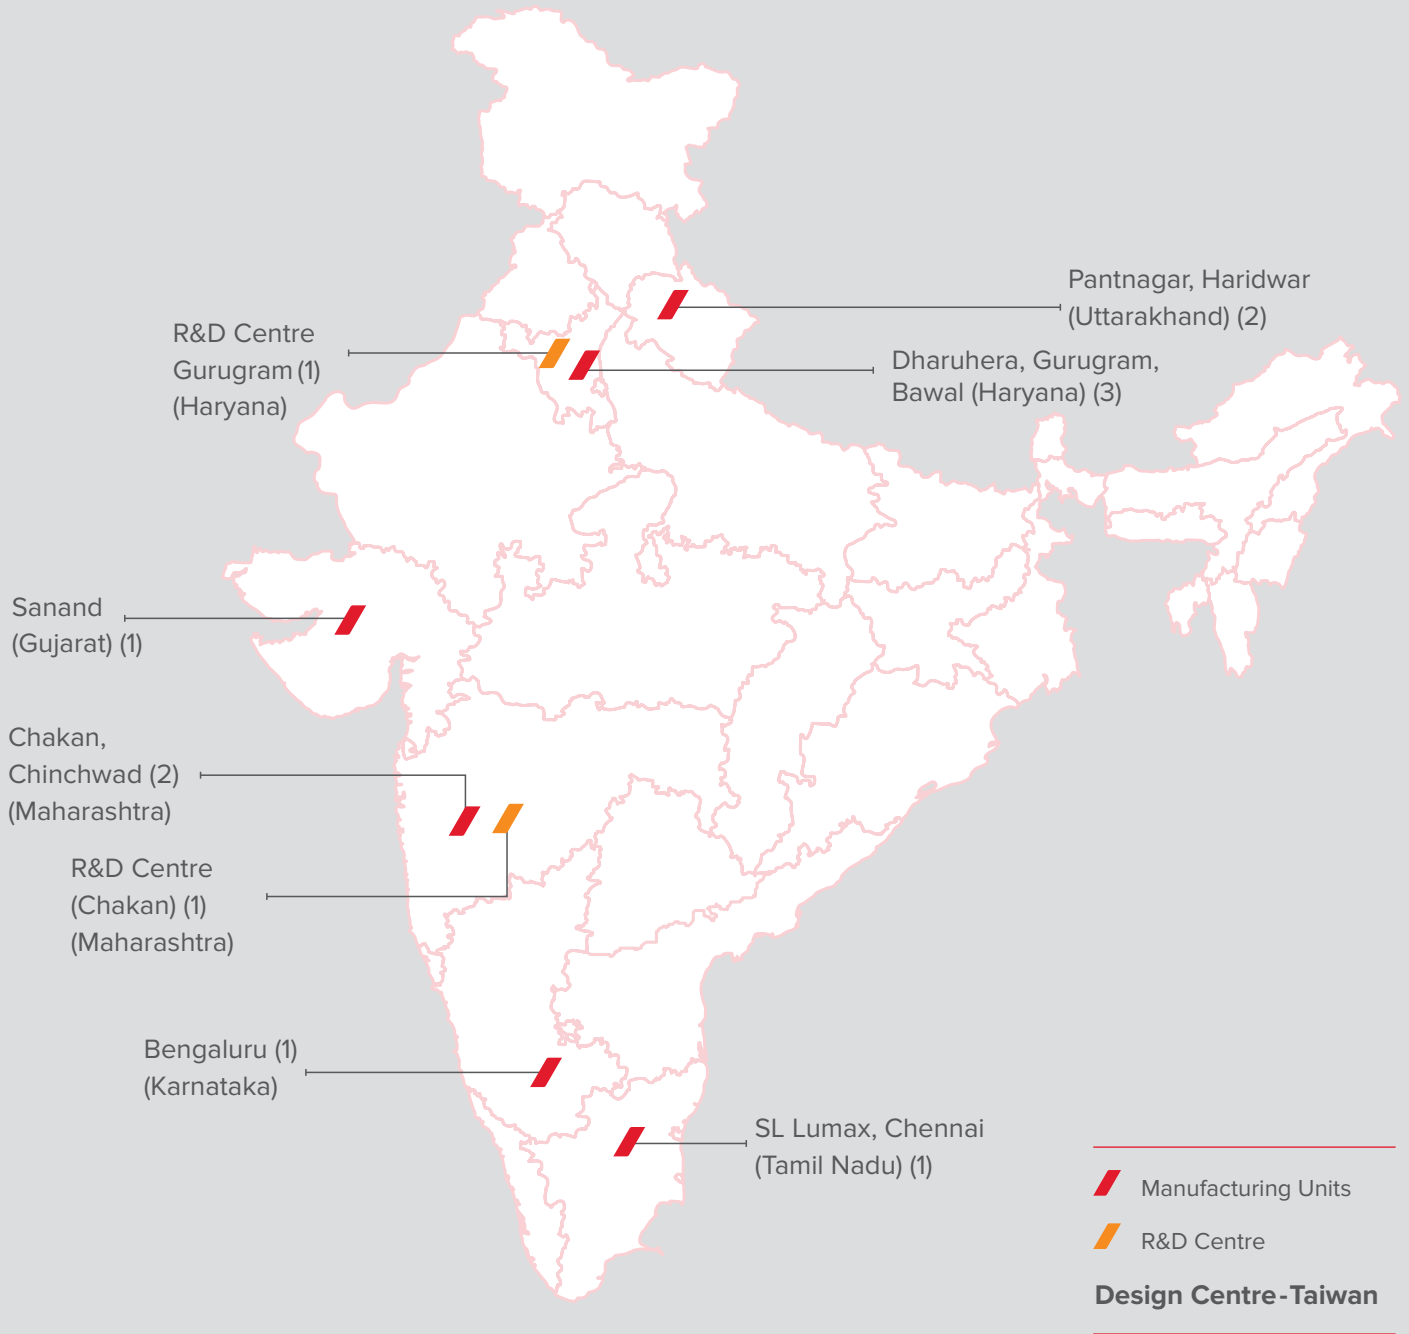 Pantnagar, Haridwar
(Uttarakhand) (2)
R&D Centre
Gurugram (1)
(Haryana)
Dharuhera, Gurugram,
Bawal (Haryana) (3)
Sanand
(Gujarat) (1)
Chakan,
Chinchwad (2)
(Maharashtra)
R&D Centre
(Chakan) (1)
(Maharashtra)
Bengaluru (1)
(Karnataka)
SL Lumax, Chennai
(Tamil Nadu) (1)
Manufacturing Units
R&D Centre
Design Centre-Taiwan